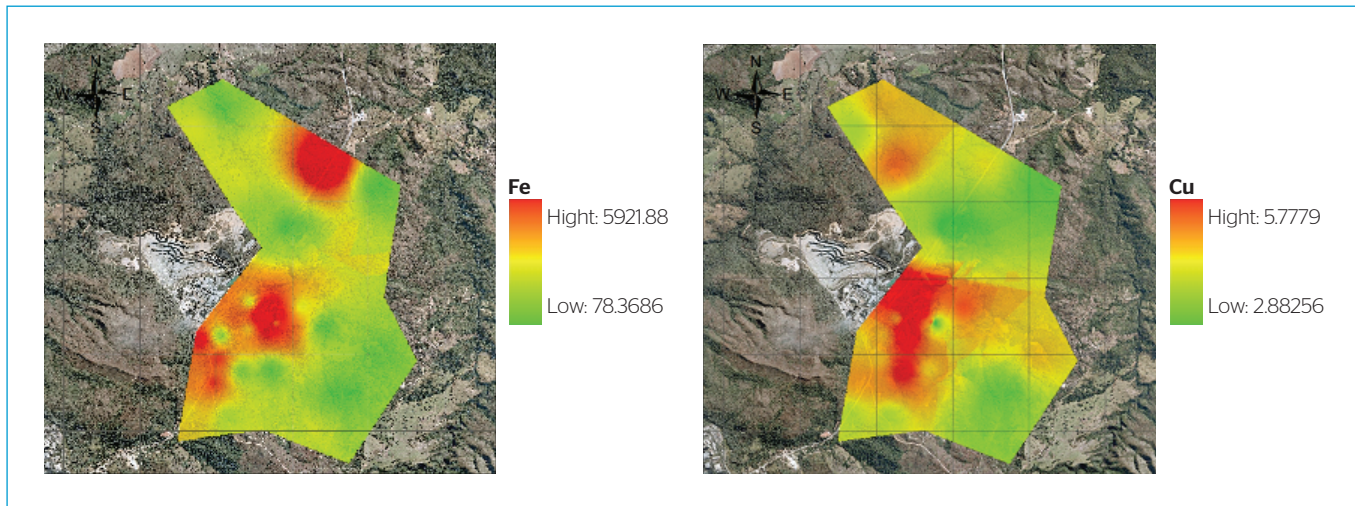 N
W E
S
Fe
Hight: 5921.88
Low: 78.3686
N
W E
S
Cu
Hight: 5.7779
Low: 2.88256